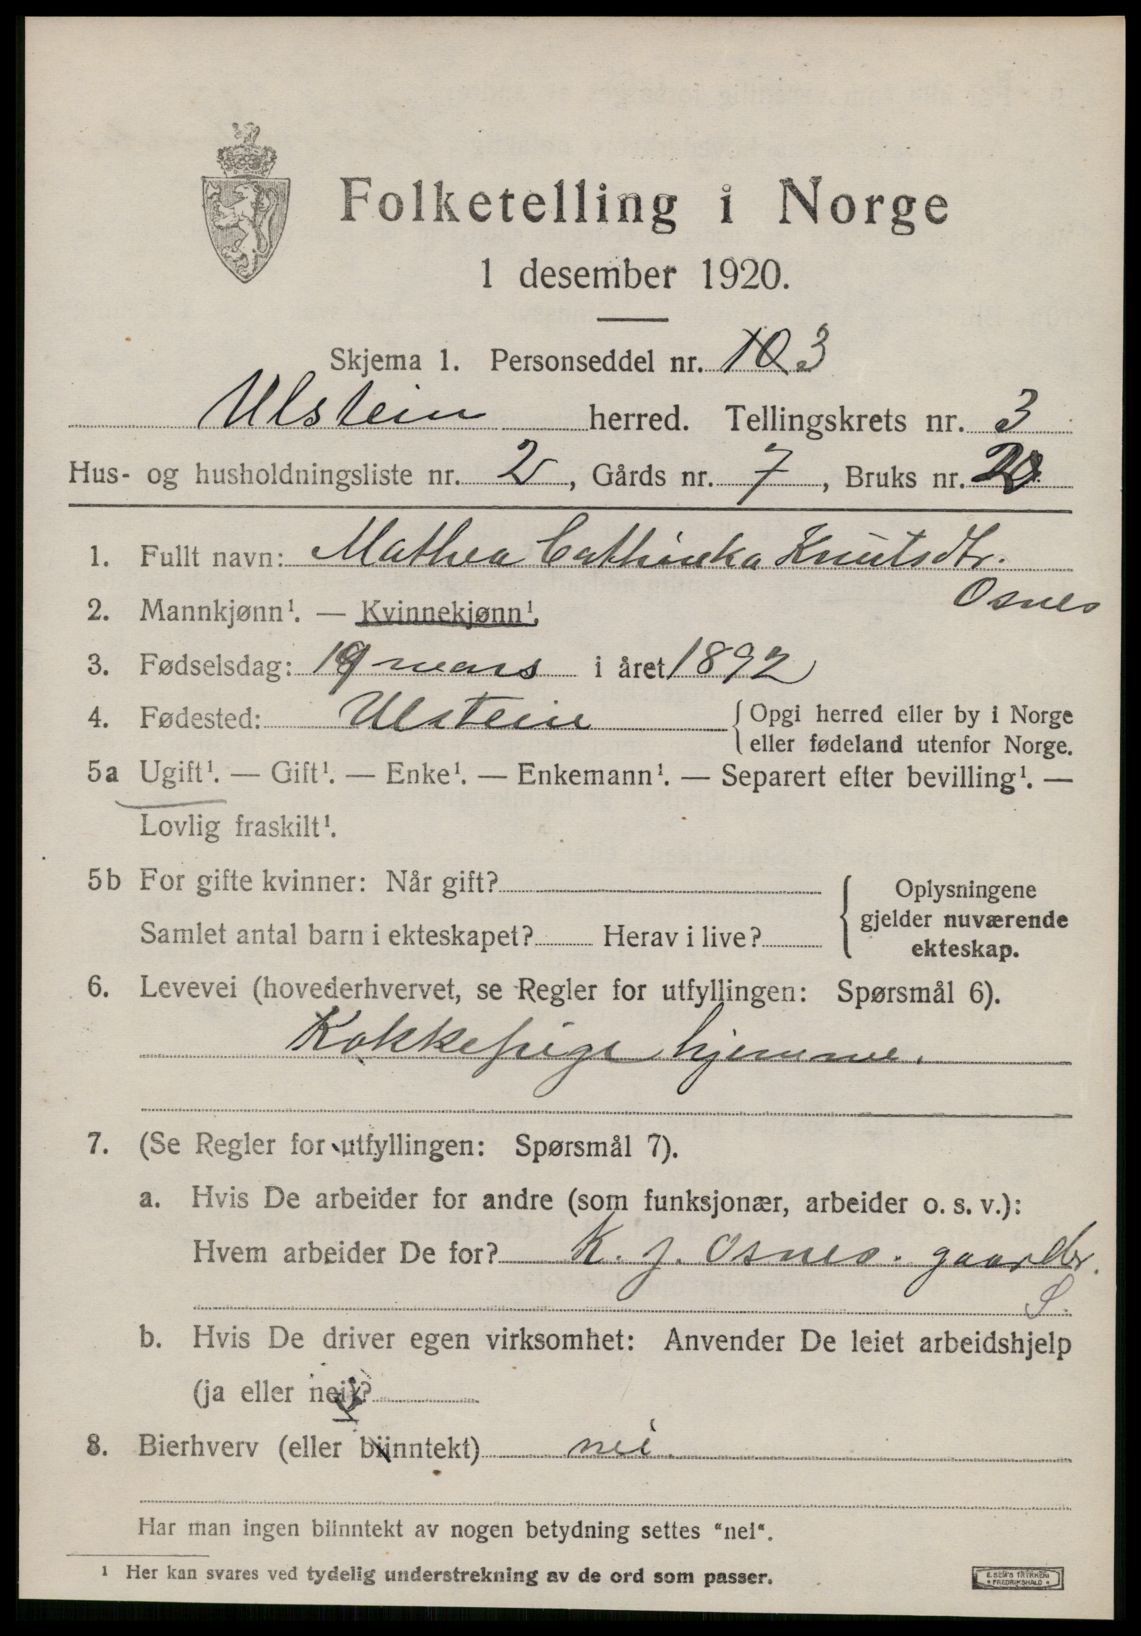 Folketelling i Norge
1 desember 1920.
Skjema 1. Personseddel nr. 10 3
Ulstein herred. Tellingskrets nr. 3
Hus- og husholdningsliste nr. 2, Gårds nr. 7, Bruks nr.
1. Fullt navn: Mathea Cathinka Knutsdtr.
Osnes
2. Mannkjønn¹. — Kvinnekjønn¹.
3. Fødselsdag: 19 mars i året 1892
4. Fødested: Ulstein { Opgi herred eller by i Norge
eller fødeland utenfor Norge.
5a Ugift¹. — Gift¹. — Enke¹. — Enkemann¹. — Separert efter bevilling¹. —
Lovlig fraskilt¹.
5b For gifte kvinner: Når gift?
Samlet antal barn i ekteskapet? Herav i live?
{ Oplysningene
gjelder nuværende
ekteskap.
6. Levevei (hovederhvervet, se Regler for utfyllingen: Spørsmål 6).
Kokkepige hjemme.
7. (Se Regler for utfyllingen: Spørsmål 7).
a. Hvis De arbeider for andre (som funksjonær, arbeider o. s. v.):
Hvem arbeider De for? K. J. Osnes. gaardbr.
S.
b. Hvis De driver egen virksomhet: Anvender De leiet arbeidshjelp
(ja eller nei)?
8. Bierhverv (eller biinntekt) nei.
Har man ingen biinntekt av nogen betydning settes "nei".
¹ Her kan svares ved tydelig understrekning av de ord som passer.
E. SEM'S TRYKKERI
FREDRIKSHALD